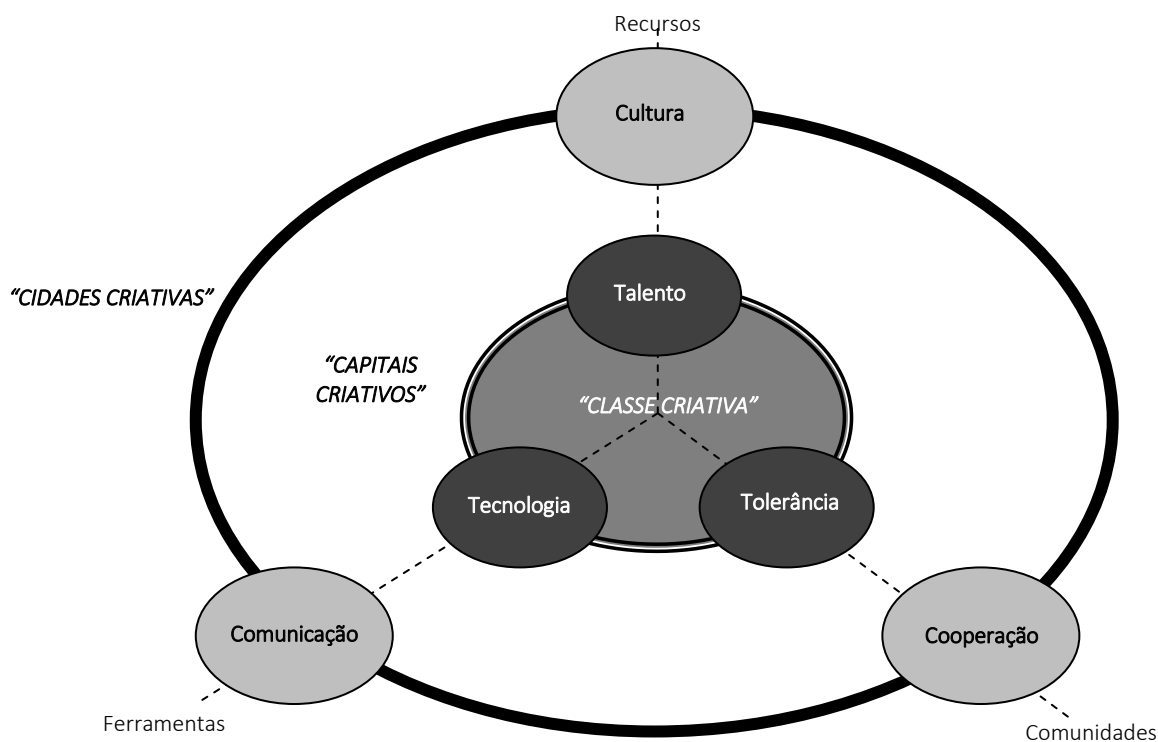 Recursos
Cultura
Talento
“CIDADES CRIATIVAS”
“CAPITAIS
CRIATIVOS”
“CLASSE CRIATIVA”
Tecnologia
Tolerância
Comunicação
Cooperação
Ferramentas
Comunidades